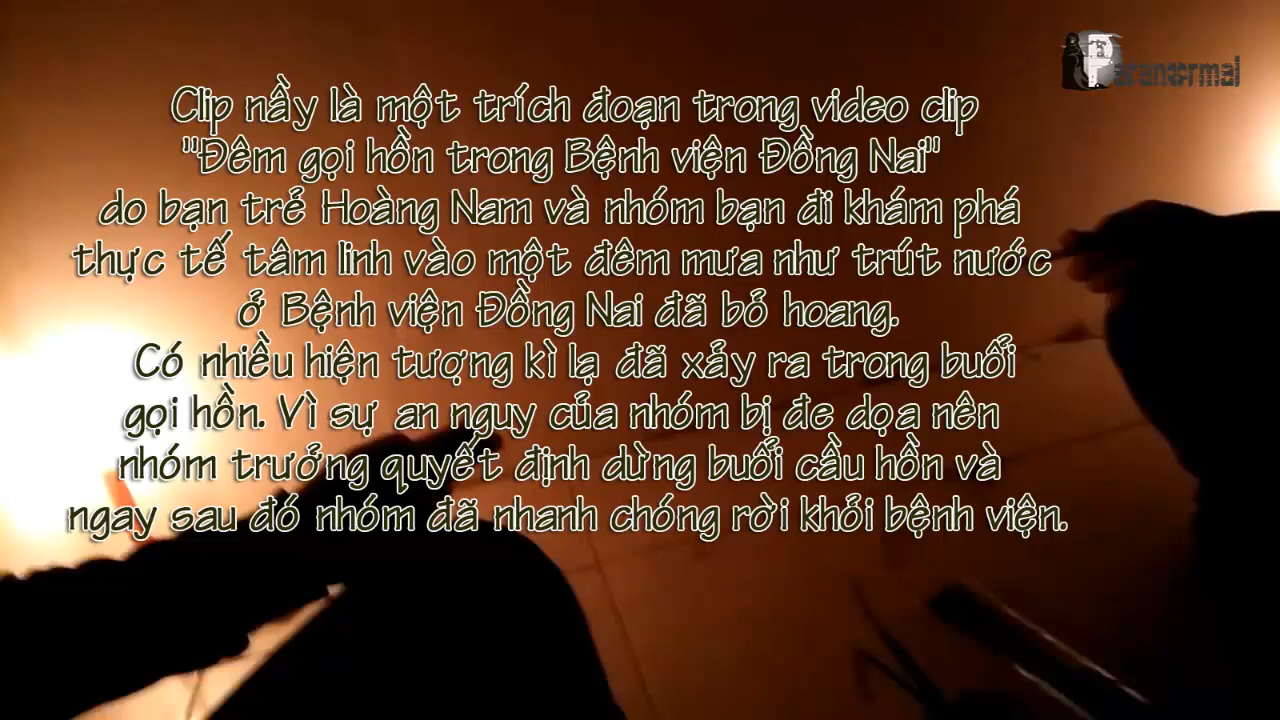 Paranormal
Clip nầy là một trích đoạn trong video clip
"Đêm gọi hồn trong Bệnh viện Đồng Nai"
do bạn trẻ Hoàng Nam và nhóm bạn đi khám phá
thực tế tâm linh vào một đêm mưa như trút nước
ở Bệnh viện Đồng Nai đã bỏ hoang.
Có nhiều hiện tượng kì lạ đã xảy ra trong buổi
gọi hồn. Vì sự an nguy của nhóm bị đe dọa nên
nhóm trưởng quyết định dừng buổi cầu hồn và
ngay sau đó nhóm đã nhanh chóng rời khỏi bệnh viện.